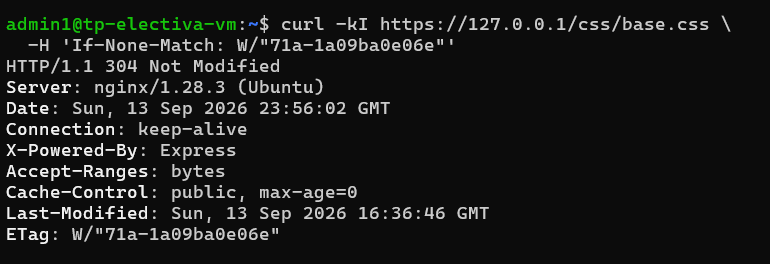 admin1@tp-electiva-vm:~$ curl -kI https://127.0.0.1/css/base.css \
  -H 'If-None-Match: W/"71a-1a09ba0e06e"'
HTTP/1.1 304 Not Modified
Server: nginx/1.28.3 (Ubuntu)
Date: Sun, 13 Sep 2026 23:56:02 GMT
Connection: keep-alive
X-Powered-By: Express
Accept-Ranges: bytes
Cache-Control: public, max-age=0
Last-Modified: Sun, 13 Sep 2026 16:36:46 GMT
ETag: W/"71a-1a09ba0e06e"